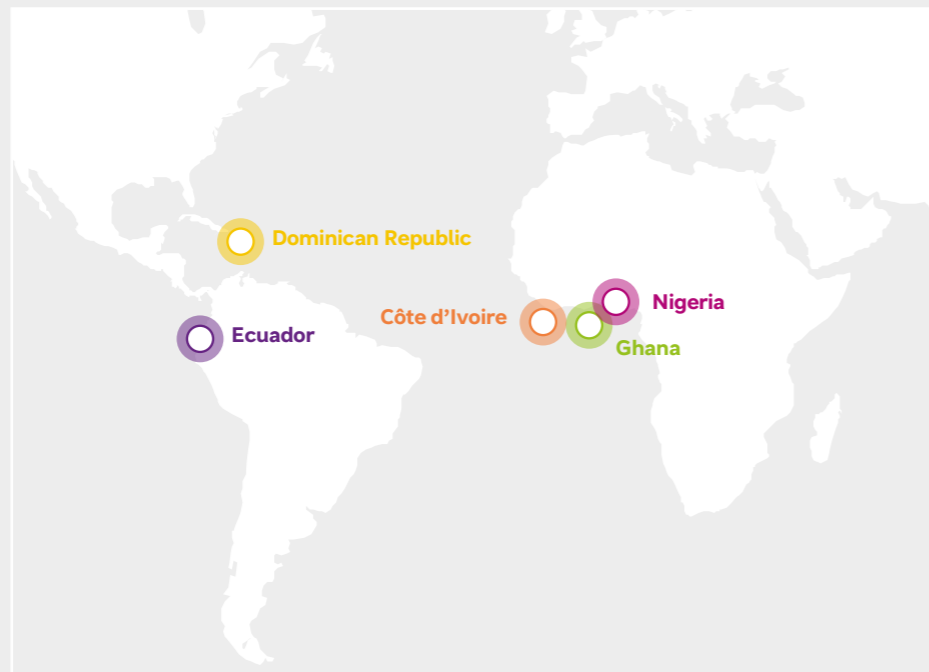 Dominican Republic
Nigeria
Côte d’Ivoire
Ecuador
Ghana